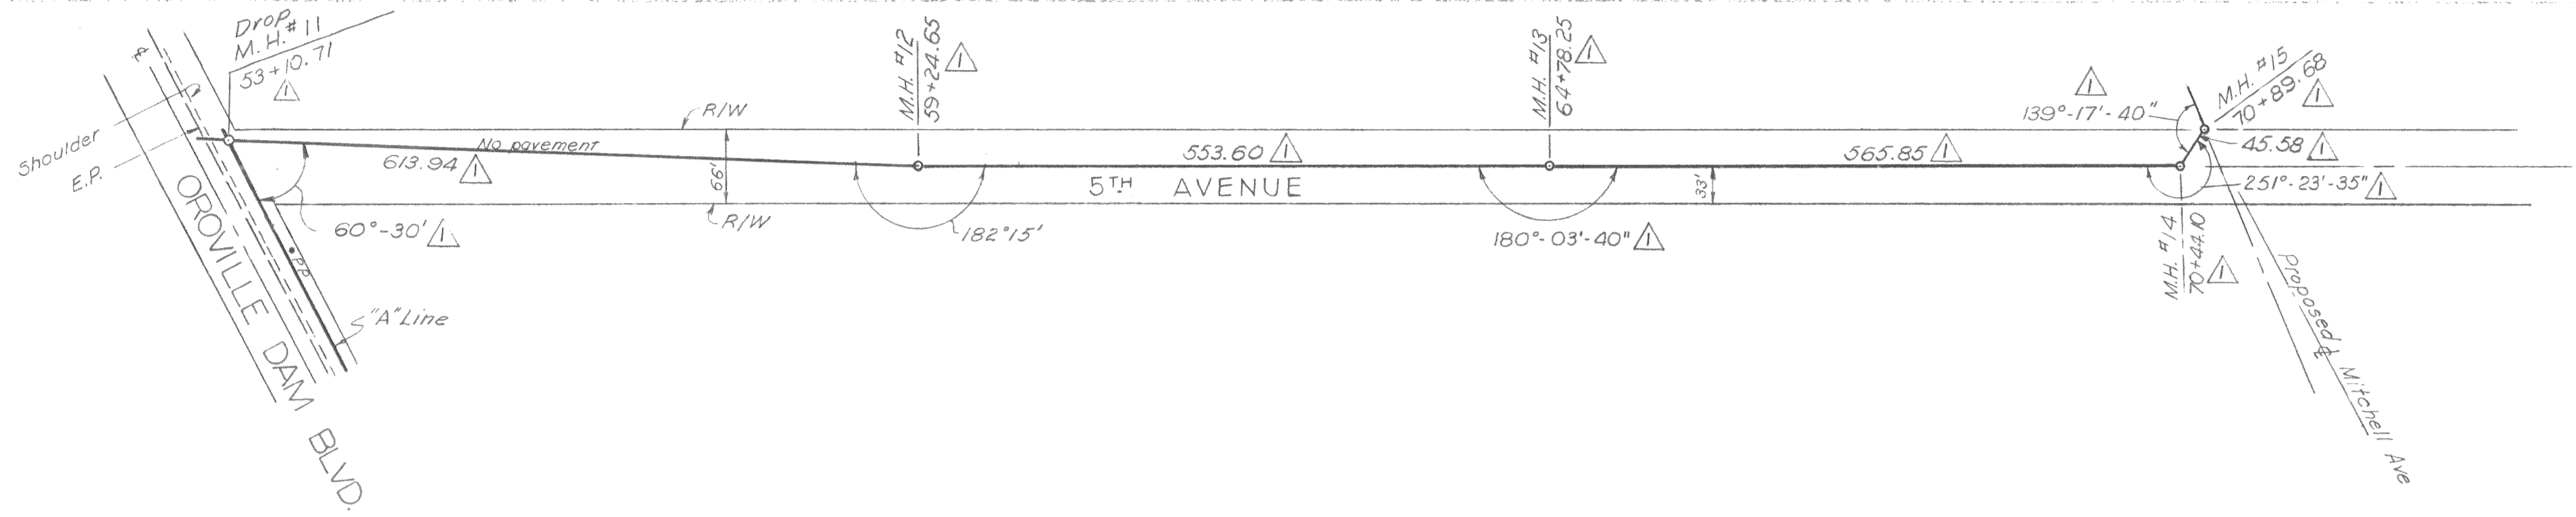 Drop
M.H. #11
53+10.71
1
Shoulder
E.P.
M.H. #12
59+24.65
1
M.H. #13
64+78.25
1
M.H. #15
70+89.68
1
1
139°-17'-40"
R/W
No pavement
613.94 1
66'
553.60 1
565.85 1
45.58 1
5TH AVENUE
33'
251°-23'-35" 1
R/W
60°-30' 1
182°15'
180°-03'-40" 1
M.H. #14
70+44.10
1
PP
"A" Line
OROVILLE DAM BLVD.
Proposed ℄ Mitchell Ave